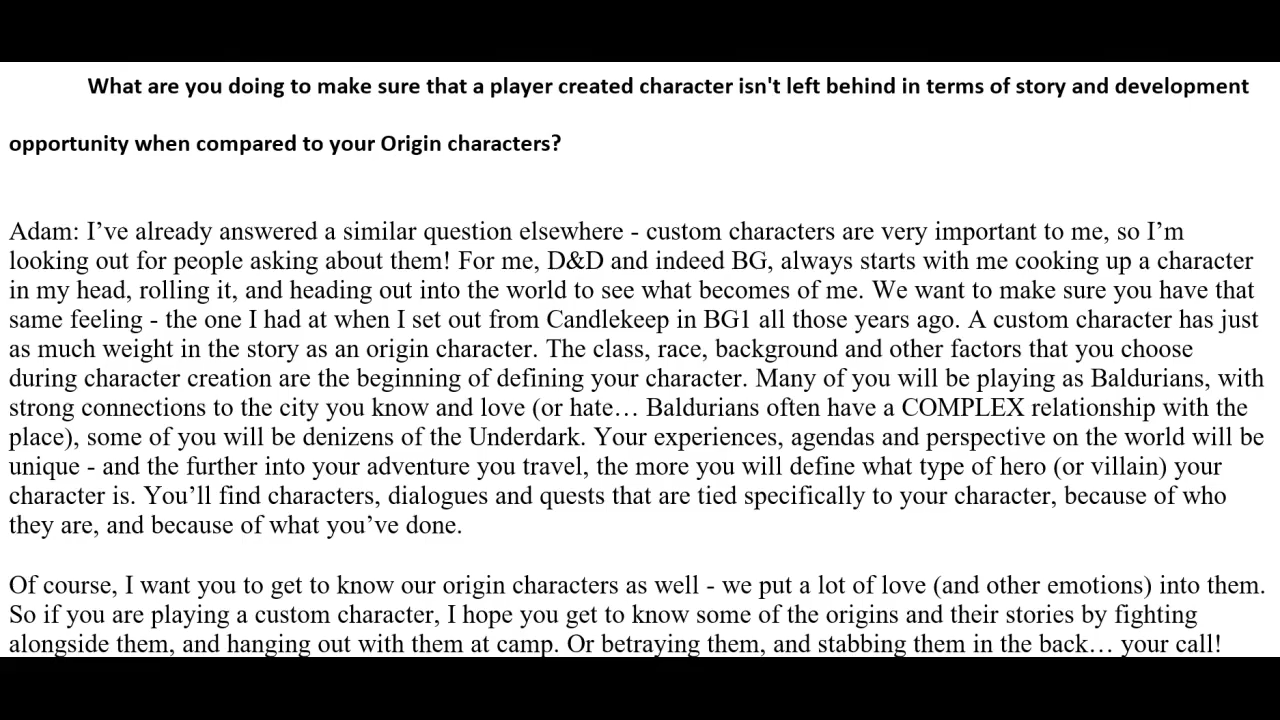 What are you doing to make sure that a player created character isn't left behind in terms of story and development
opportunity when compared to your Origin characters?
Adam: I’ve already answered a similar question elsewhere - custom characters are very important to me, so I’m
looking out for people asking about them! For me, D&D and indeed BG, always starts with me cooking up a character
in my head, rolling it, and heading out into the world to see what becomes of me. We want to make sure you have that
same feeling - the one I had at when I set out from Candlekeep in BG1 all those years ago. A custom character has just
as much weight in the story as an origin character. The class, race, background and other factors that you choose
during character creation are the beginning of defining your character. Many of you will be playing as Baldurians, with
strong connections to the city you know and love (or hate… Baldurians often have a COMPLEX relationship with the
place), some of you will be denizens of the Underdark. Your experiences, agendas and perspective on the world will be
unique - and the further into your adventure you travel, the more you will define what type of hero (or villain) your
character is. You’ll find characters, dialogues and quests that are tied specifically to your character, because of who
they are, and because of what you’ve done.
Of course, I want you to get to know our origin characters as well - we put a lot of love (and other emotions) into them.
So if you are playing a custom character, I hope you get to know some of the origins and their stories by fighting
alongside them, and hanging out with them at camp. Or betraying them, and stabbing them in the back… your call!